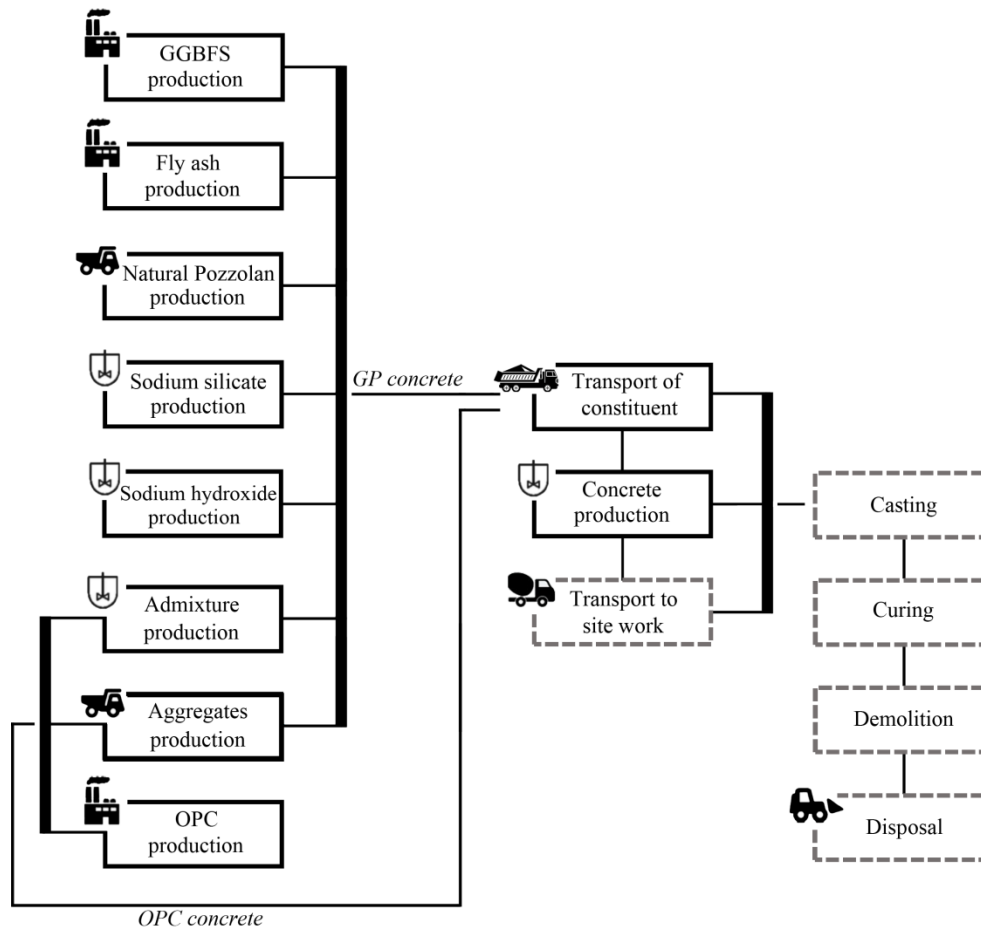 GGBFS
production
Fly ash
production
Natural Pozzolan
production
Sodium silicate
production
Sodium hydroxide
production
Admixture
production
Aggregates
production
OPC
production
OPC concrete
GP concrete
Transport of
constituent
Concrete
production
Transport to
site work
Casting
Curing
Demolition
Disposal